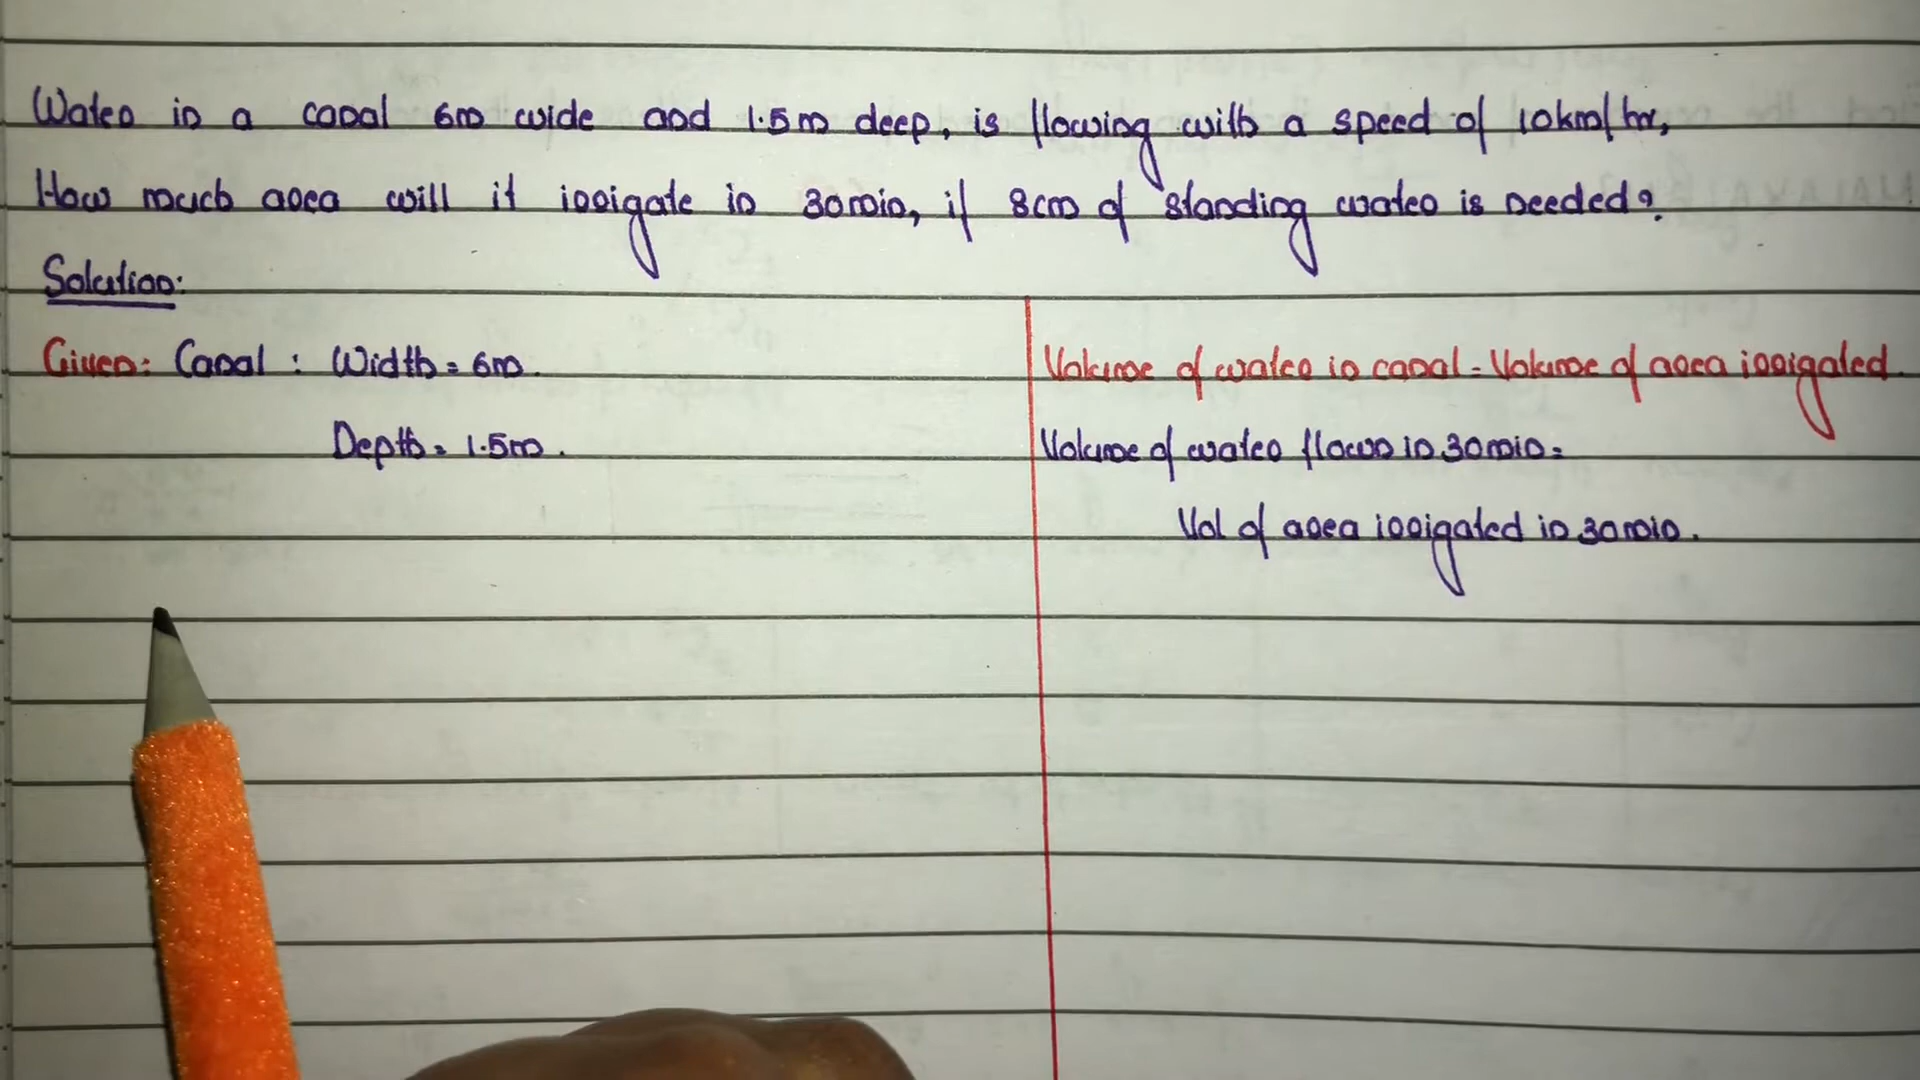 Water in a canal 6m wide and 1.5m deep, is flowing with a speed of 10km/hr,
How much area will it irrigate in 30min, if 8cm of standing water is needed?
Solution:
Given: Canal : Width = 6m.
Depth = 1.5m.
Volume of water in canal = Volume of area irrigated.
Volume of water flown in 30min =
Vol of area irrigated in 30min.